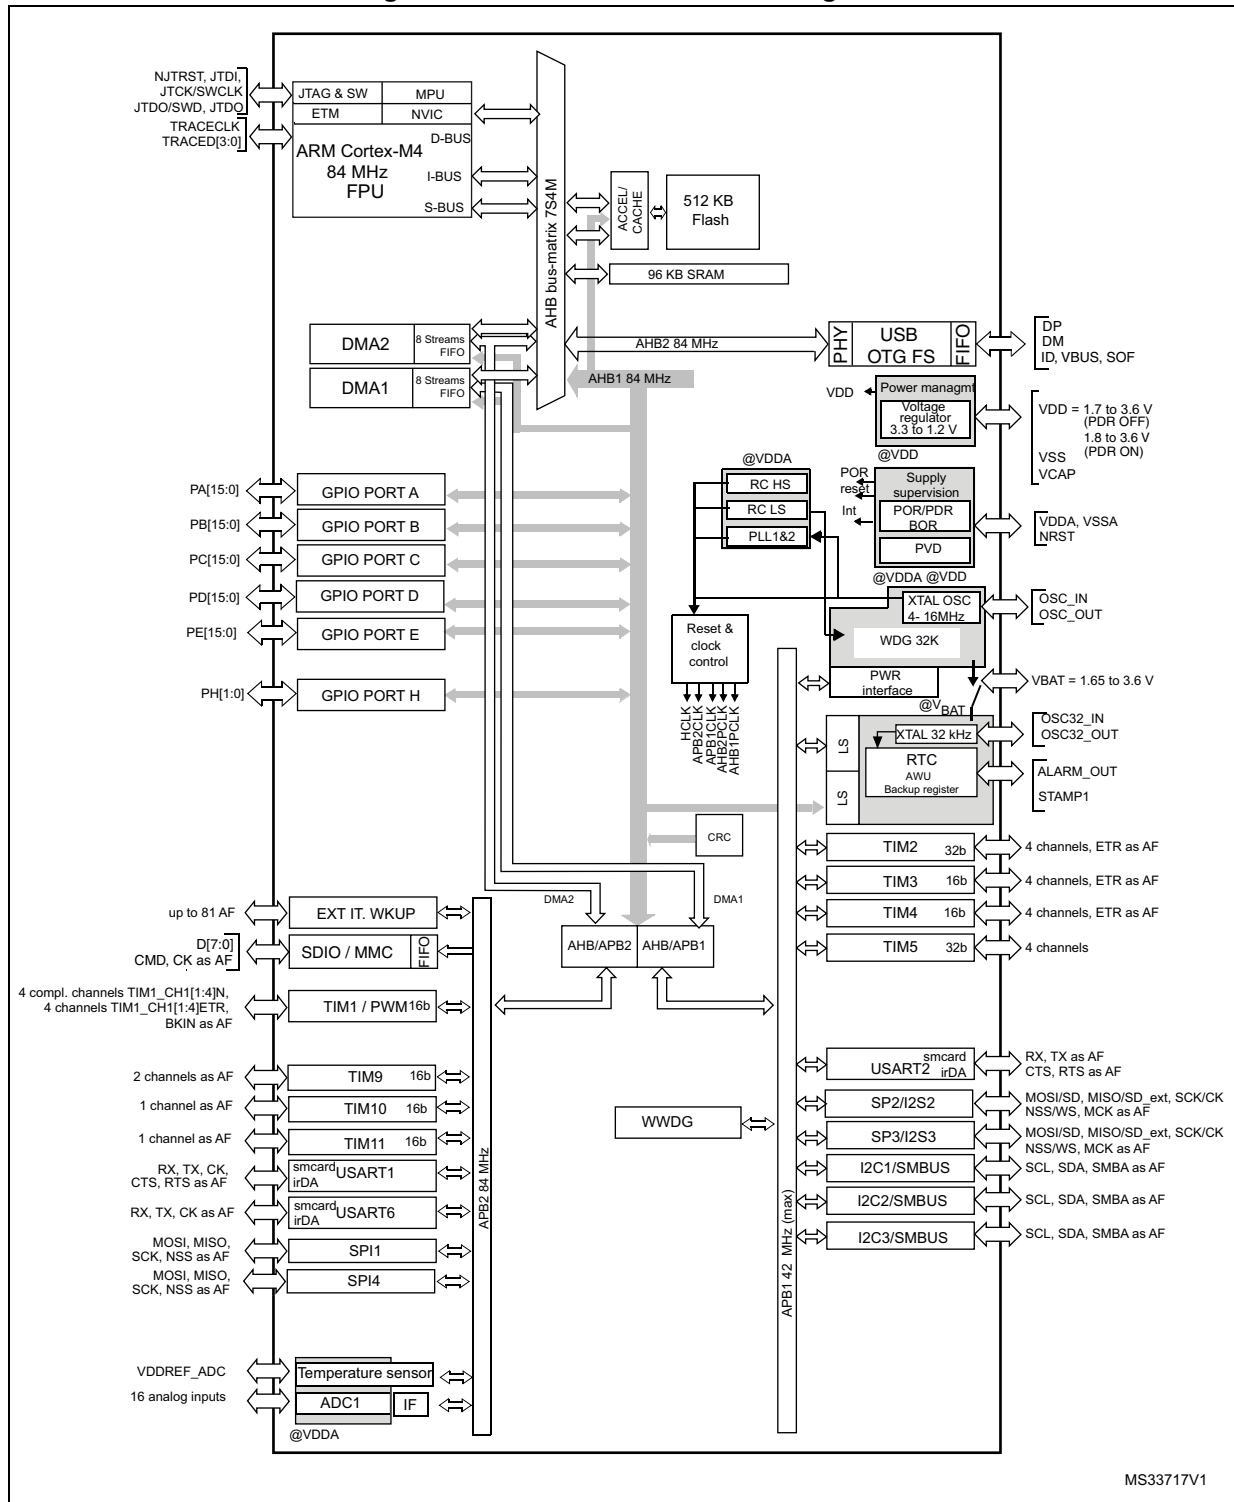 NJTRST, JTDI,
JTCK/SWCLK
JTDO/SWD, JTDO
TRACECLK
TRACED[3:0]
JTAG & SW
MPU
ETM
NVIC
ARM Cortex-M4
84 MHz
FPU
D-BUS
I-BUS
S-BUS
AHB bus-matrix 7S4M
ACCEL/
CACHE
512 KB
Flash
96 KB SRAM
DMA2
8 Streams
FIFO
DMA1
8 Streams
FIFO
AHB2 84 MHz
AHB1 84 MHz
PHY
USB
OTG FS
FIFO
DP
DM
ID, VBUS, SOF
VDD
Power managmt
Voltage
regulator
3.3 to 1.2 V
@VDD
VDD = 1.7 to 3.6 V
(PDR OFF)
1.8 to 3.6 V
(PDR ON)
VSS
VCAP
@VDDA
RC HS
RC LS
PLL1&2
POR
reset
Int
Supply
supervision
POR/PDR
BOR
PVD
VDDA, VSSA
NRST
@VDDA @VDD
XTAL OSC
4- 16MHz
WDG 32K
OSC_IN
OSC_OUT
PWR
interface
VBAT = 1.65 to 3.6 V
@VBAT
Reset &
clock
control
HCLK
APB2CLK
APB1CLK
AHB2PCLK
AHB1PCLK
LS
LS
XTAL 32 kHz
RTC
AWU
Backup register
OSC32_IN
OSC32_OUT
ALARM_OUT
STAMP1
PA[15:0]
GPIO PORT A
PB[15:0]
GPIO PORT B
PC[15:0]
GPIO PORT C
PD[15:0]
GPIO PORT D
PE[15:0]
GPIO PORT E
PH[1:0]
GPIO PORT H
CRC
DMA2
DMA1
AHB/APB2
AHB/APB1
TIM2 32b
4 channels, ETR as AF
TIM3 16b
4 channels, ETR as AF
TIM4 16b
4 channels, ETR as AF
TIM5 32b
4 channels
up to 81 AF
EXT IT. WKUP
D[7:0]
CMD, CK as AF
SDIO / MMC
FIFO
4 compl. channels TIM1_CH1[1:4]N,
4 channels TIM1_CH1[1:4]ETR,
BKIN as AF
TIM1 / PWM 16b
2 channels as AF
TIM9 16b
1 channel as AF
TIM10 16b
1 channel as AF
TIM11 16b
RX, TX, CK,
CTS, RTS as AF
smcard
irDA
USART1
RX, TX, CK as AF
smcard
irDA
USART6
MOSI, MISO,
SCK, NSS as AF
SPI1
MOSI, MISO,
SCK, NSS as AF
SPI4
APB2 84 MHz
VDDREF_ADC
Temperature sensor
16 analog inputs
ADC1
IF
@VDDA
WWDG
APB1 42 MHz (max)
USART2
smcard
irDA
RX, TX as AF
CTS, RTS as AF
SP2/I2S2
MOSI/SD, MISO/SD_ext, SCK/CK
NSS/WS, MCK as AF
SP3/I2S3
MOSI/SD, MISO/SD_ext, SCK/CK
NSS/WS, MCK as AF
I2C1/SMBUS
SCL, SDA, SMBA as AF
I2C2/SMBUS
SCL, SDA, SMBA as AF
I2C3/SMBUS
SCL, SDA, SMBA as AF
MS33717V1